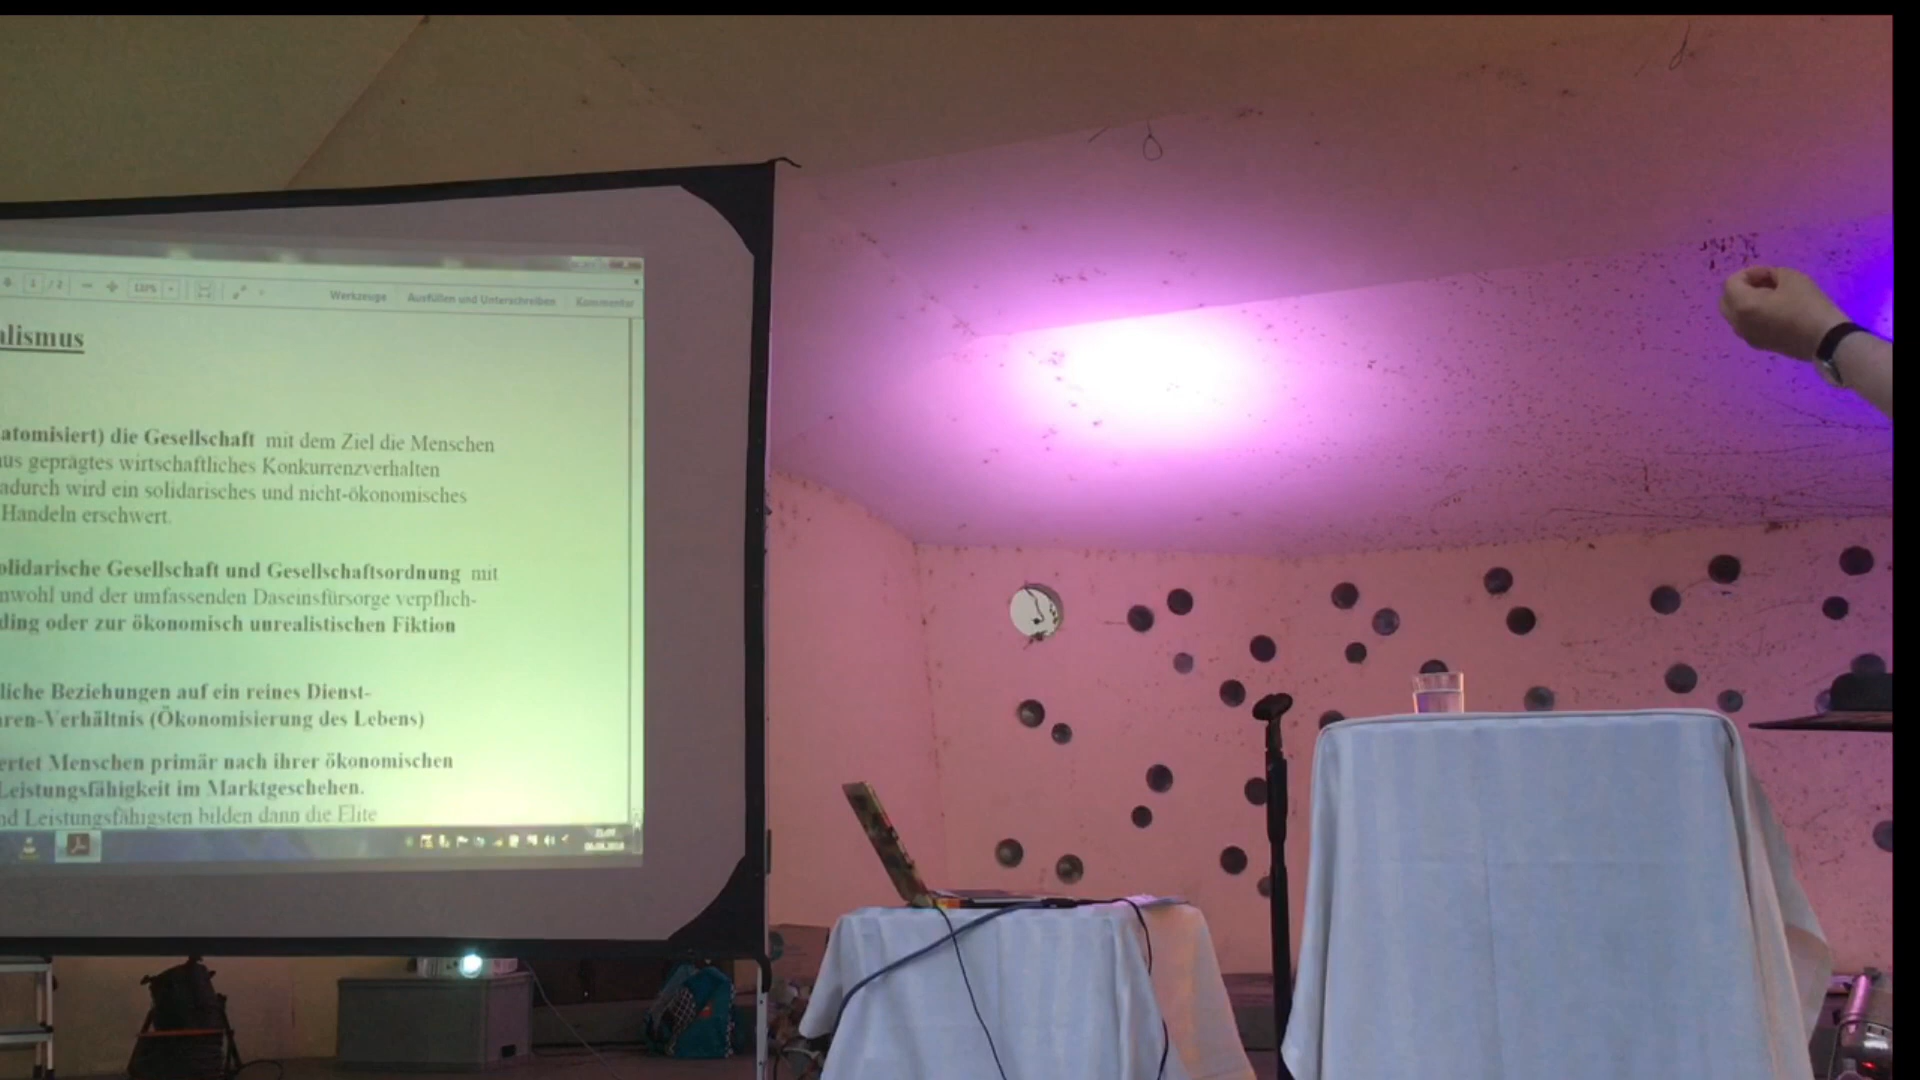 1 / 2
Werkzeuge Ausfüllen und Unterschreiben Kommentar
alismus
(atomisiert) die Gesellschaft mit dem Ziel die Menschen
us geprägtes wirtschaftliches Konkurrenzverhalten
adurch wird ein solidarisches und nicht-ökonomisches
Handeln erschwert.
olidarische Gesellschaft und Gesellschaftsordnung mit
nwohl und der umfassenden Daseinsfürsorge verpflich-
ding oder zur ökonomisch unrealistischen Fiktion
liche Beziehungen auf ein reines Dienst-
ren-Verhältnis (Ökonomisierung des Lebens)
ertet Menschen primär nach ihrer ökonomischen
Leistungsfähigkeit im Marktgeschehen.
nd Leistungsfähigsten bilden dann die Elite